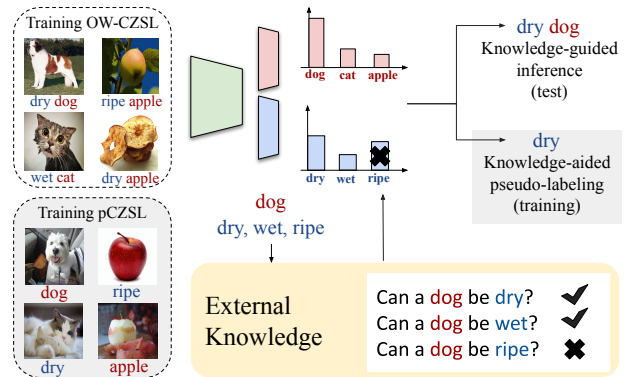 Training OW-CZSL
dry dog
ripe apple
wet cat
dry apple
Training pCZSL
dog
ripe
dry
apple
dog cat apple
dry wet ripe
dog
dry, wet, ripe
dry dog
Knowledge-guided
inference
(test)
dry
Knowledge-aided
pseudo-labeling
(training)
External
Knowledge
Can a dog be dry?
Can a dog be wet?
Can a dog be ripe?